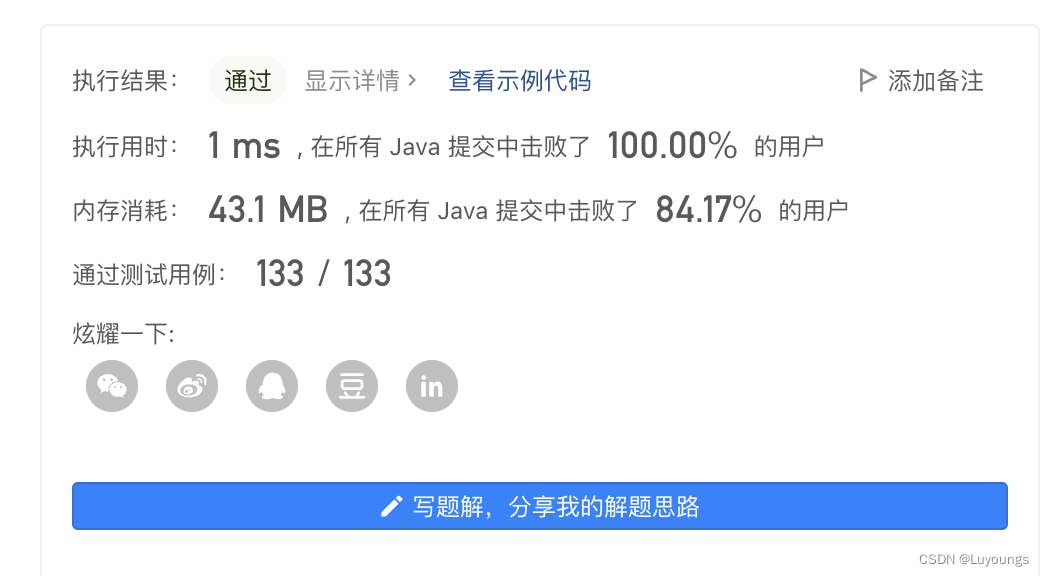 执行结果： 通过 显示详情 > 查看示例代码 添加备注
执行用时： 1 ms , 在所有 Java 提交中击败了 100.00% 的用户
内存消耗： 43.1 MB , 在所有 Java 提交中击败了 84.17% 的用户
通过测试用例： 133 / 133
炫耀一下:
豆 in
写题解，分享我的解题思路
CSDN @Luyoungs